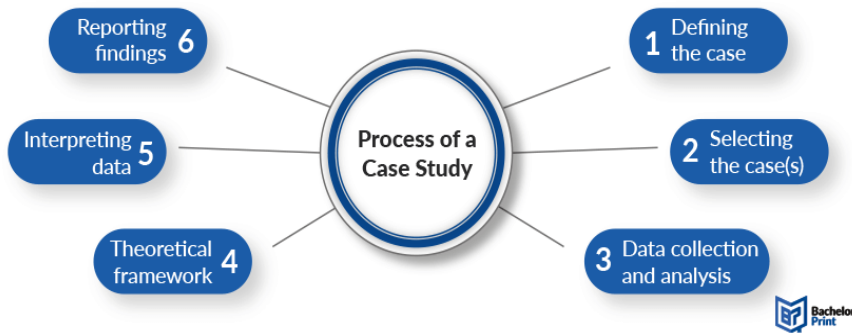 Process of a
Case Study
1 Defining
the case
2 Selecting
the case(s)
3 Data collection
and analysis
Theoretical
framework 4
Interpreting
data 5
Reporting
findings 6
BP
Bachelor
Print